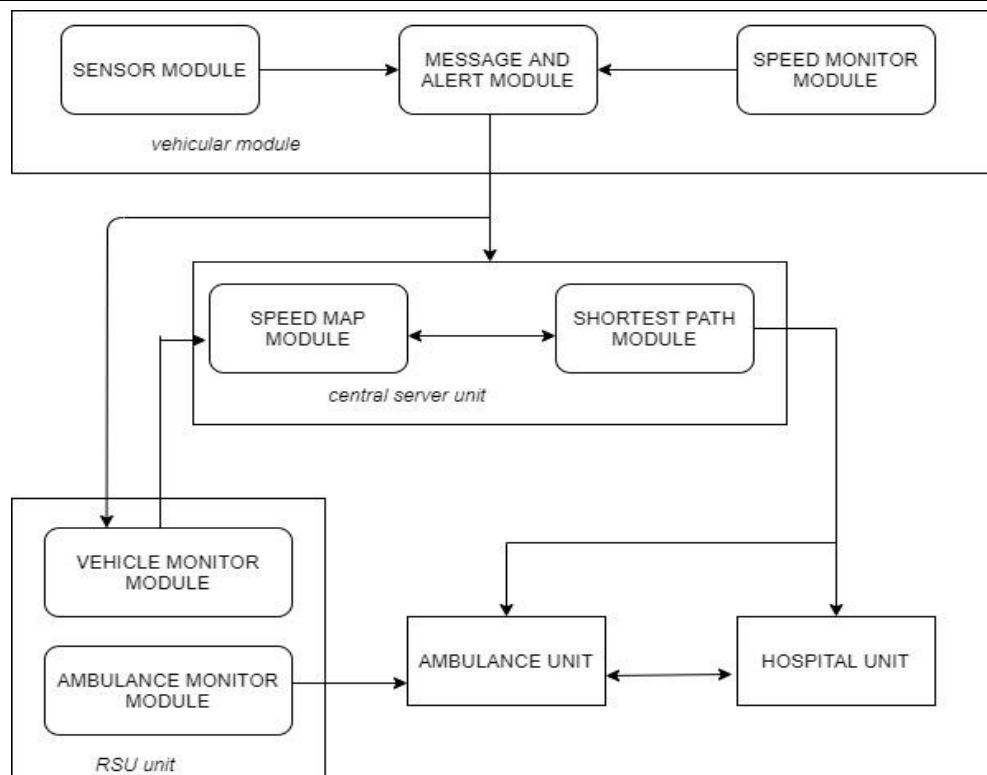 SENSOR MODULE
MESSAGE AND
ALERT MODULE
SPEED MONITOR
MODULE
vehicular module
SPEED MAP
MODULE
SHORTEST PATH
MODULE
central server unit
VEHICLE MONITOR
MODULE
AMBULANCE MONITOR
MODULE
RSU unit
AMBULANCE UNIT
HOSPITAL UNIT